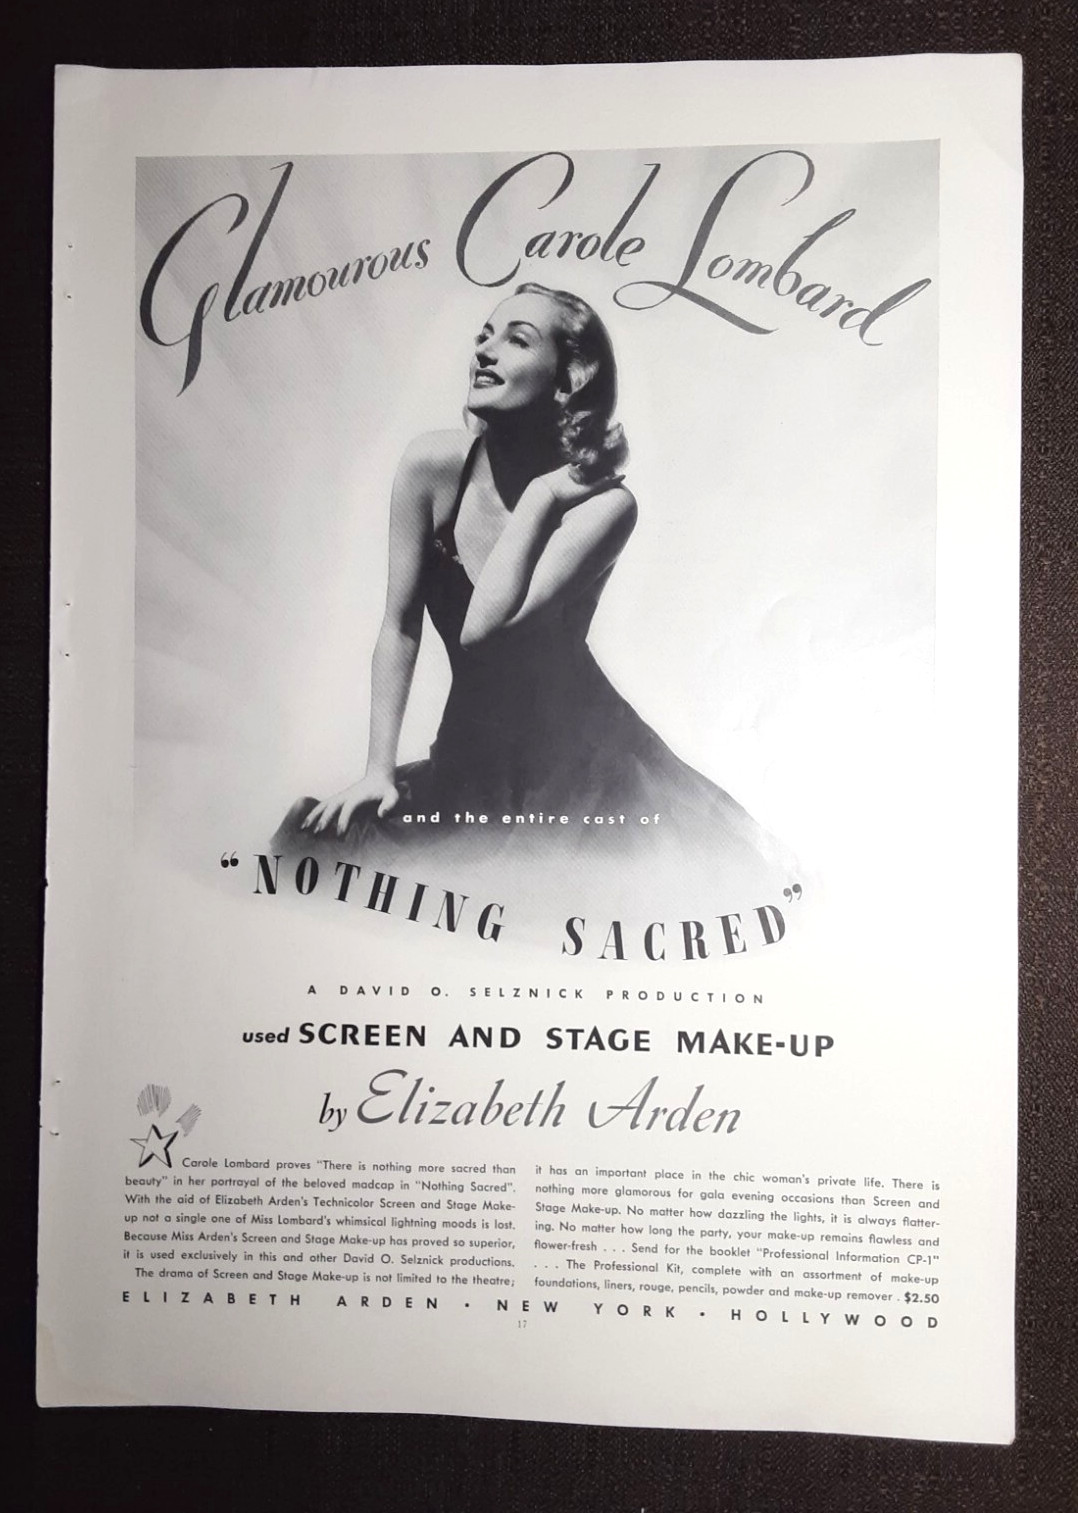 Glamourous Carole Lombard
and the entire cast of
“NOTHING SACRED”
A DAVID O. SELZNICK PRODUCTION
used SCREEN AND STAGE MAKE-UP
by Elizabeth Arden
Carole Lombard proves "There is nothing more sacred than
beauty" in her portrayal of the beloved madcap in "Nothing Sacred".
With the aid of Elizabeth Arden's Technicolor Screen and Stage Make-
up not a single one of Miss Lombard's whimsical lightning moods is lost.
Because Miss Arden's Screen and Stage Make-up has proved so superior,
it is used exclusively in this and other David O. Selznick productions.
The drama of Screen and Stage Make-up is not limited to the theatre;
it has an important place in the chic woman's private life. There is
nothing more glamorous for gala evening occasions than Screen and
Stage Make-up. No matter how dazzling the lights, it is always flatter-
ing. No matter how long the party, your make-up remains flawless and
flower-fresh . . . Send for the booklet "Professional Information CP-1"
. . . The Professional Kit, complete with an assortment of make-up
foundations, liners, rouge, pencils, powder and make-up remover . $2.50
ELIZABETH ARDEN • NEW YORK • HOLLYWOOD
17